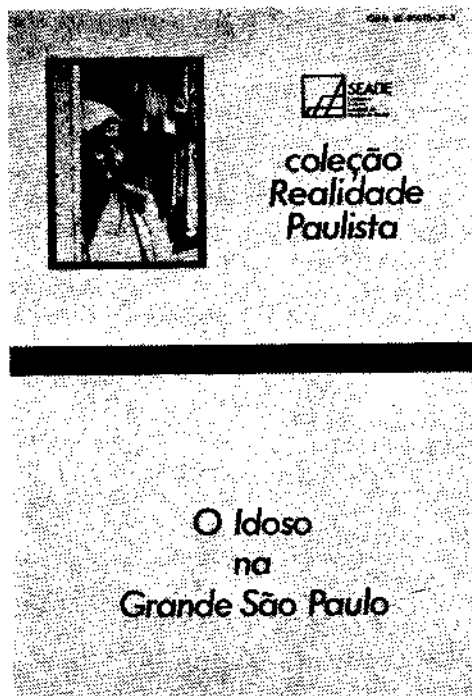 SEADE
coleção
Realidade
Paulista
O Idoso
na
Grande São Paulo